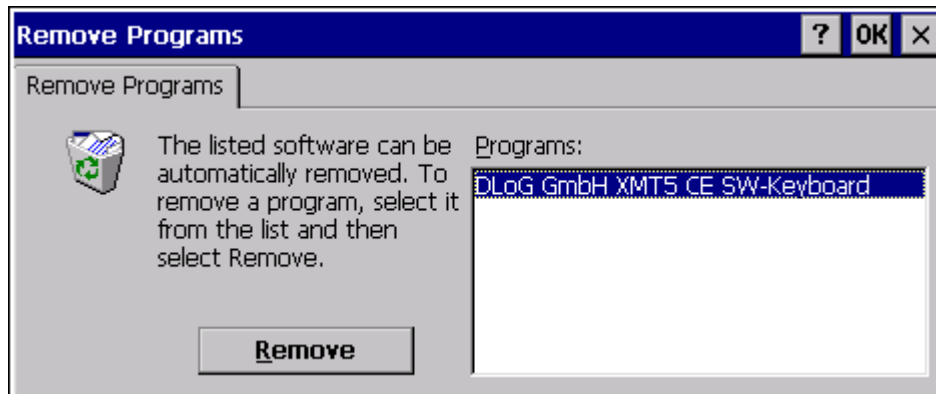 Remove Programs
? OK ×
Remove Programs
The listed software can be
automatically removed. To
remove a program, select it
from the list and then
select Remove.
Remove
Programs:
DLoG GmbH XMT5 CE SW-Keyboard